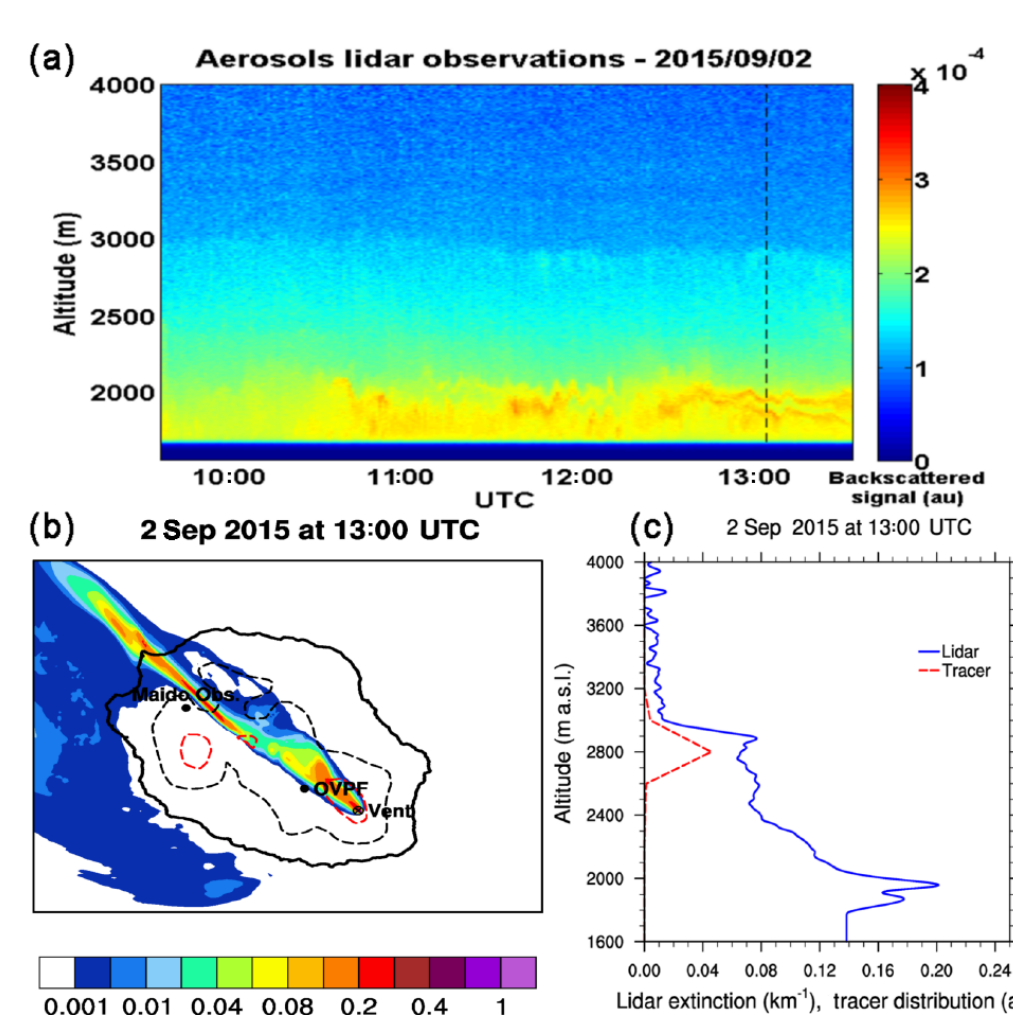 (a)
Aerosols lidar observations - 2015/09/02
x 10-4
4000
3500
3000
2500
2000
Altitude (m)
10:00 11:00 12:00 13:00
UTC
4
3
2
1
0
Backscattered
signal (au)
(b)
2 Sep 2015 at 13:00 UTC
Maido Obs.
OVPF
Vent
0.001 0.01 0.04 0.08 0.2 0.4 1
(c)
2 Sep 2015 at 13:00 UTC
4000
3600
3200
2800
2400
2000
1600
Altitude (m a.s.l.)
Lidar
Tracer
0.00 0.04 0.08 0.12 0.16 0.20 0.24
Lidar extinction (km-1), tracer distribution (a